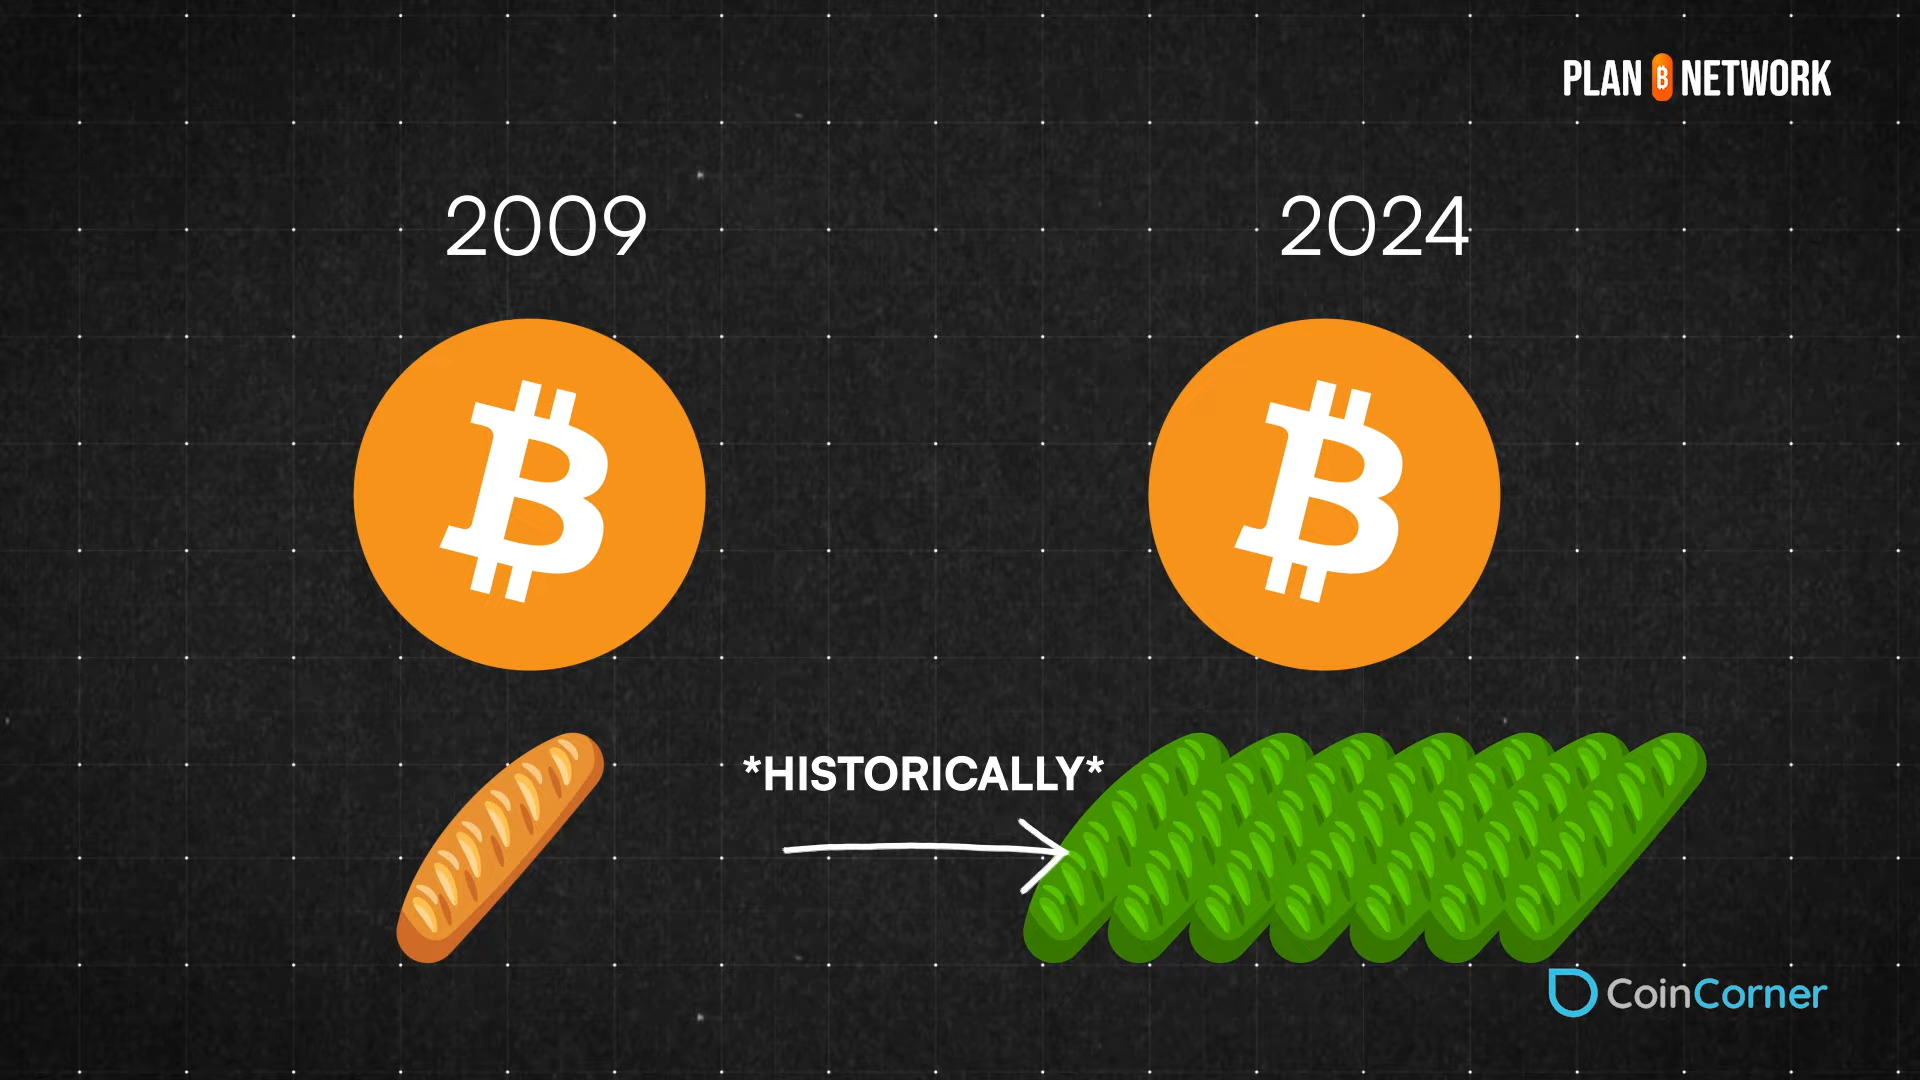 PLAN B NETWORK
2009
2024
*HISTORICALLY*
CoinCorner